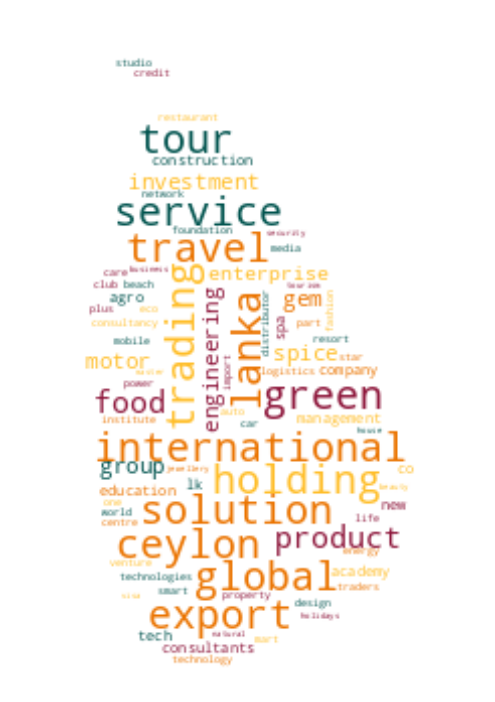 studio
credit
restaurant
tour
construction
investment
network
service
foundation
security
travel
media
care
business
enterprise
club
beach
tourism
trading
engineering
lanka
distributor
agro
gem
plus
eco
fashion
consultancy
spa
part
mobile
resort
spice
star
motor
import
logistics
company
power
food
green
auto
institute
management
car
house
international
group
jewellery
holding
co
lk
education
beauty
one
solution
new
world
life
centre
ceylon
product
energy
venture
technologies
global
academy
smart
traders
visa
property
export
design
holidays
tech
natural
mart
consultants
technology